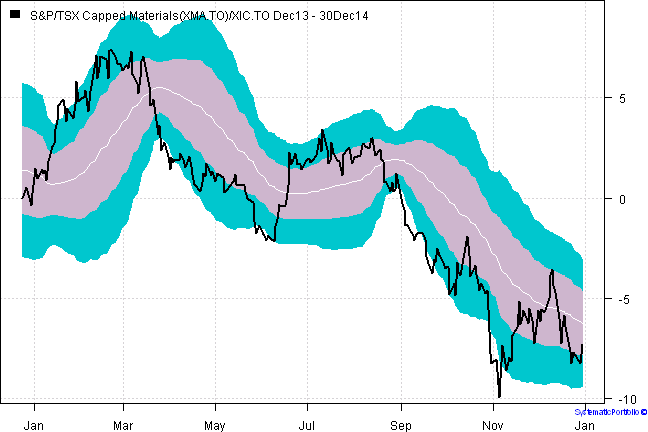 S&P/TSX Capped Materials(XMA.TO)/XIC.TO Dec13 - 30Dec14
5
0
-5
-10
SystematicPortfolio ©
Jan Mar May Jul Sep Nov Jan